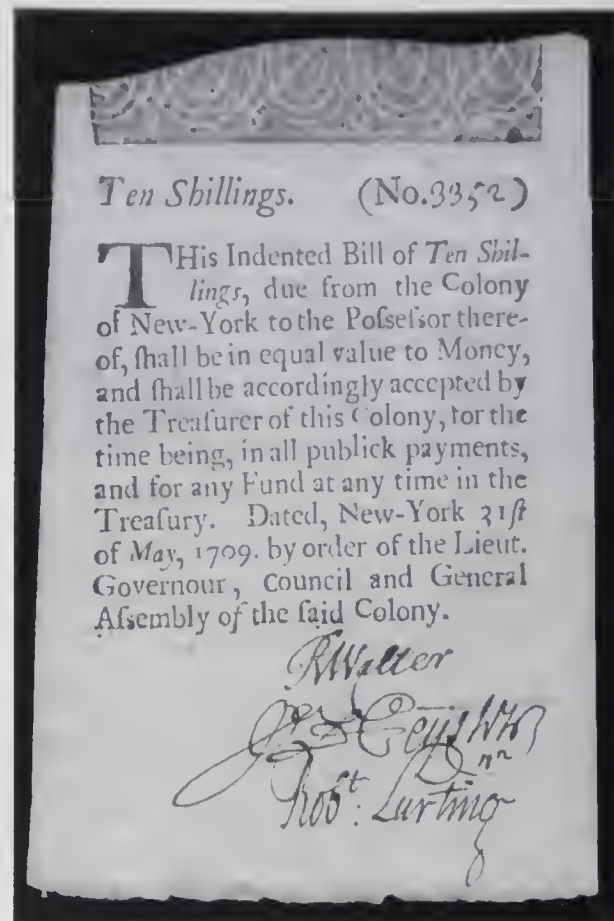 Ten Shillings. (No.3352)
THis Indented Bill of Ten Shil-
lings, due from the Colony
of New-York to the Poſseſsor there-
of, ſhall be in equal value to Money,
and ſhall be accordingly accepted by
the Treaſurer of this Colony, for the
time being, in all publick payments,
and for any Fund at any time in the
Treaſury. Dated, New-York 31ſt
of May, 1709. by order of the Lieut.
Governour, Council and General
Aſsembly of the ſaid Colony.
RWalter
Robt: Lurting